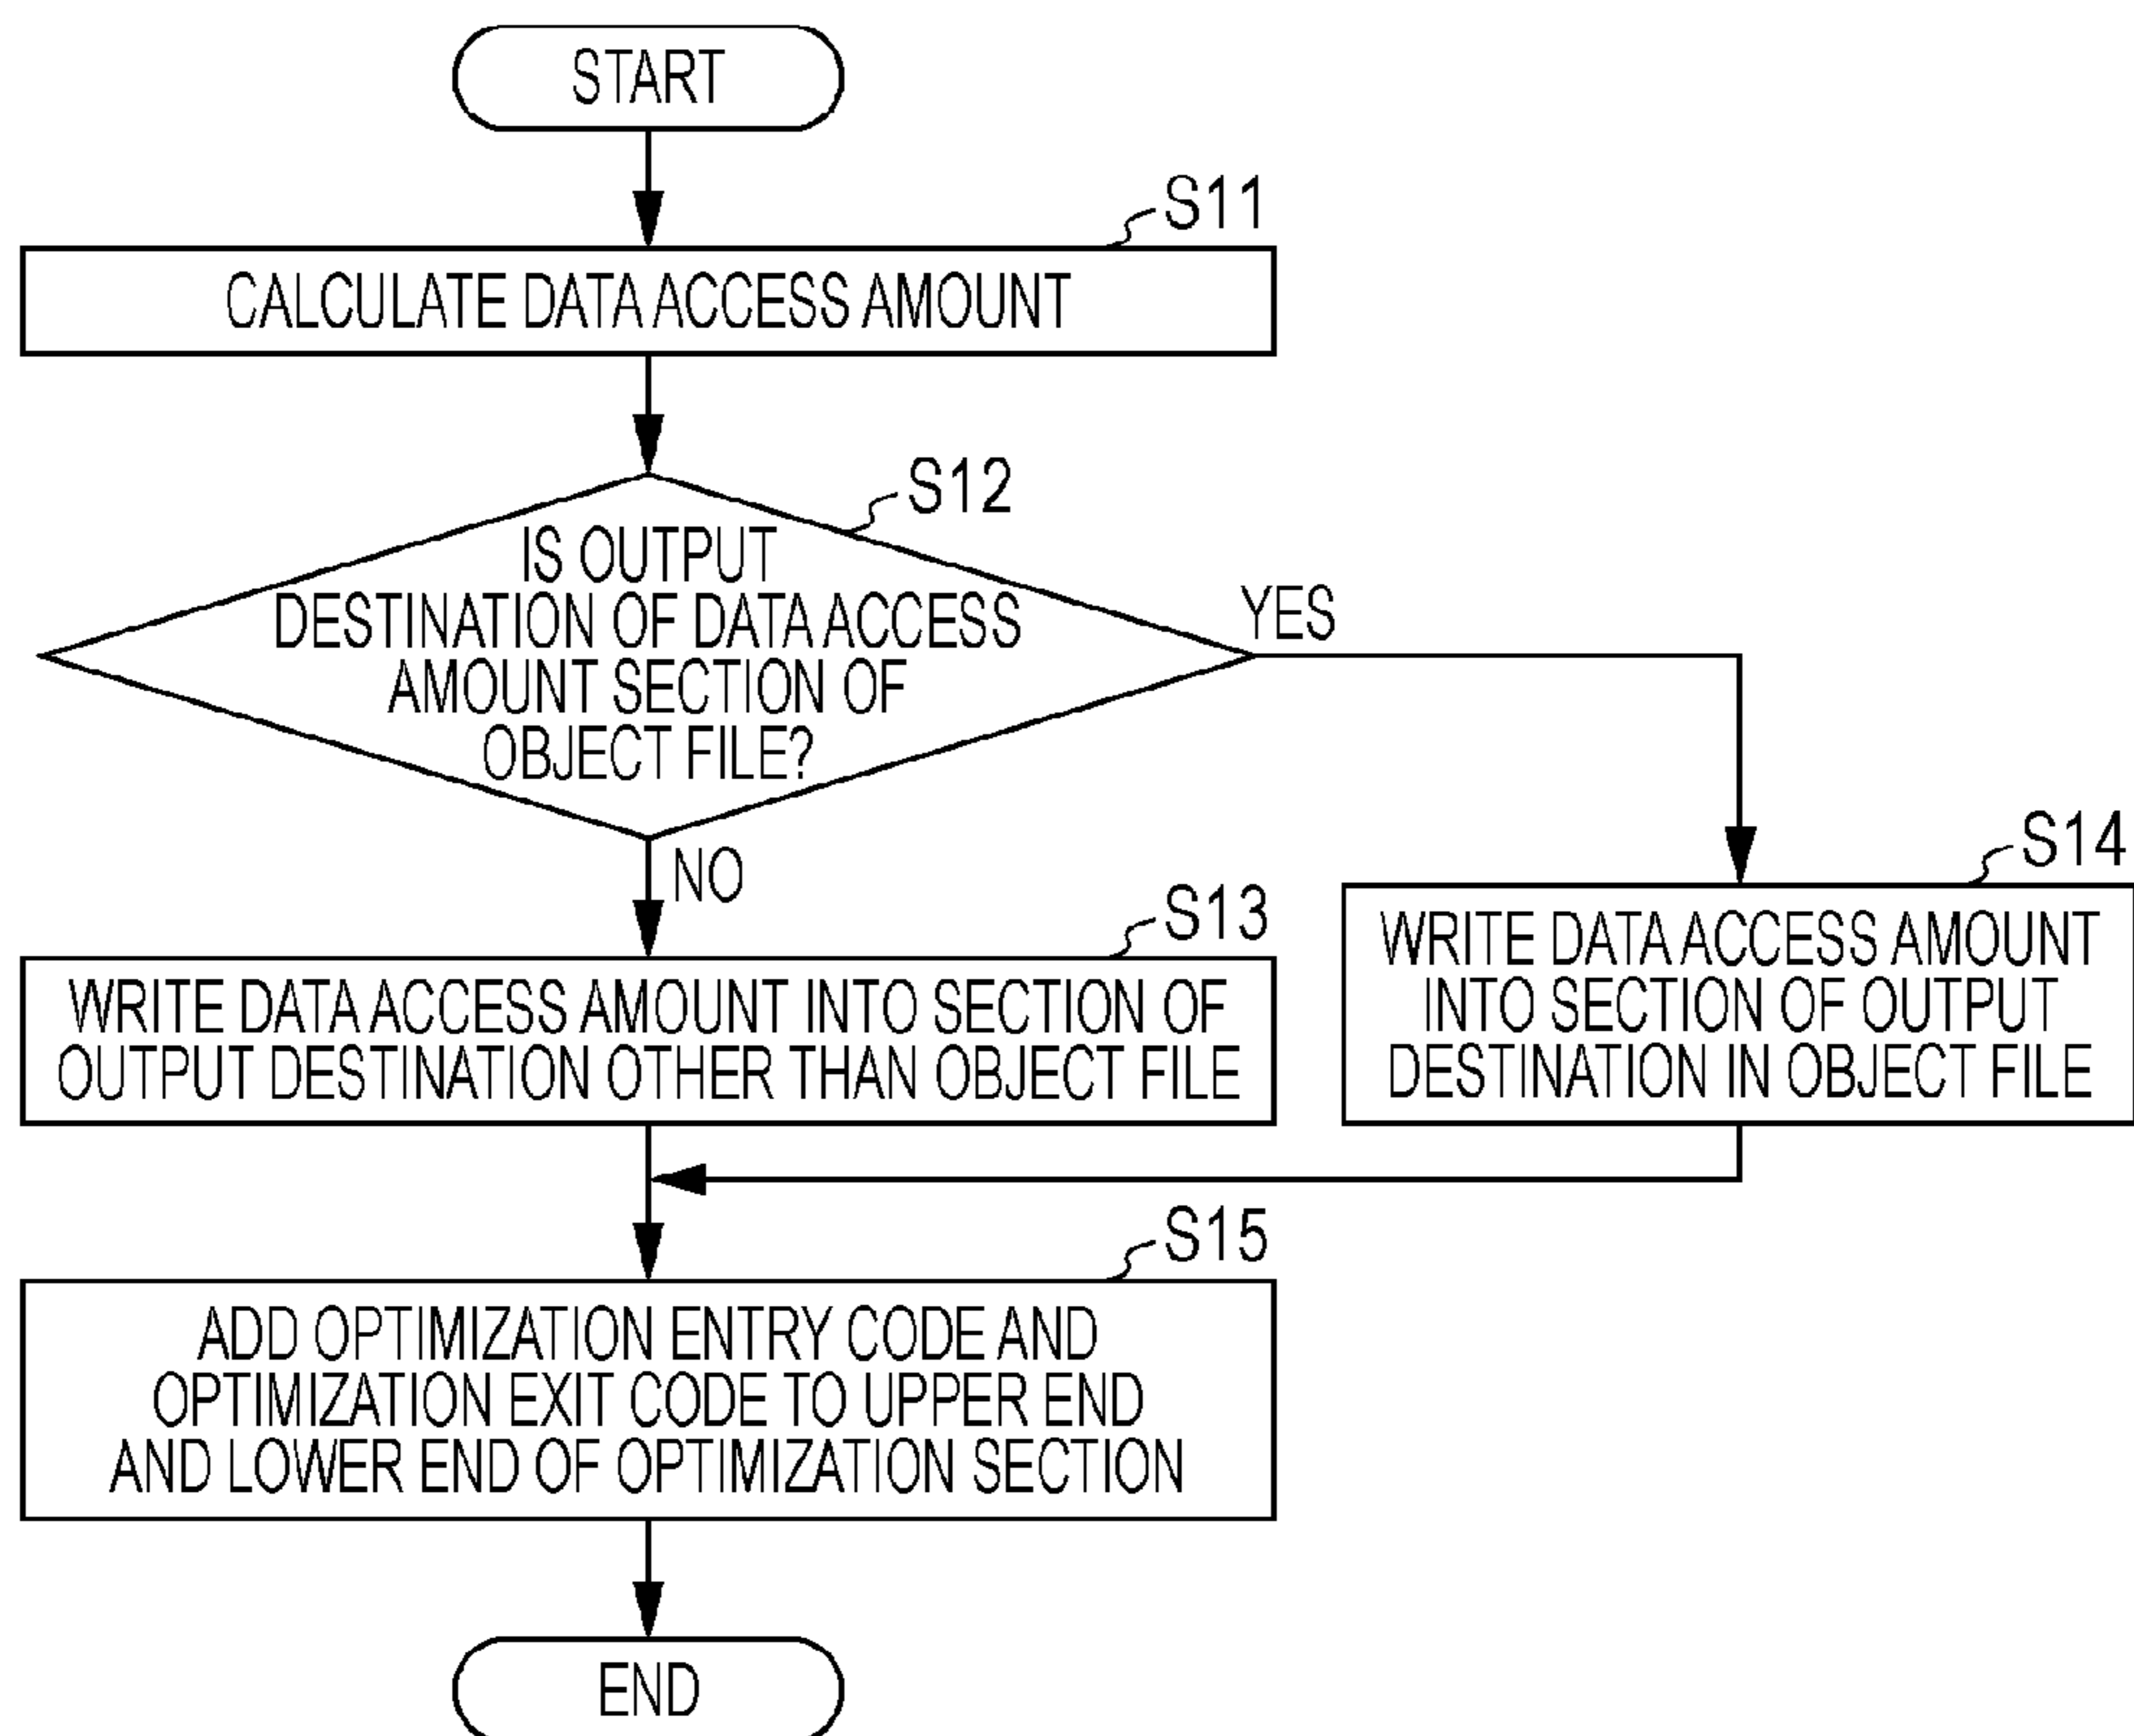 START
S11
CALCULATE DATA ACCESS AMOUNT
S12
IS OUTPUT
DESTINATION OF DATA ACCESS
AMOUNT SECTION OF
OBJECT FILE?
YES
NO
S13
WRITE DATA ACCESS AMOUNT INTO SECTION OF
OUTPUT DESTINATION OTHER THAN OBJECT FILE
S14
WRITE DATA ACCESS AMOUNT
INTO SECTION OF OUTPUT
DESTINATION IN OBJECT FILE
S15
ADD OPTIMIZATION ENTRY CODE AND
OPTIMIZATION EXIT CODE TO UPPER END
AND LOWER END OF OPTIMIZATION SECTION
END